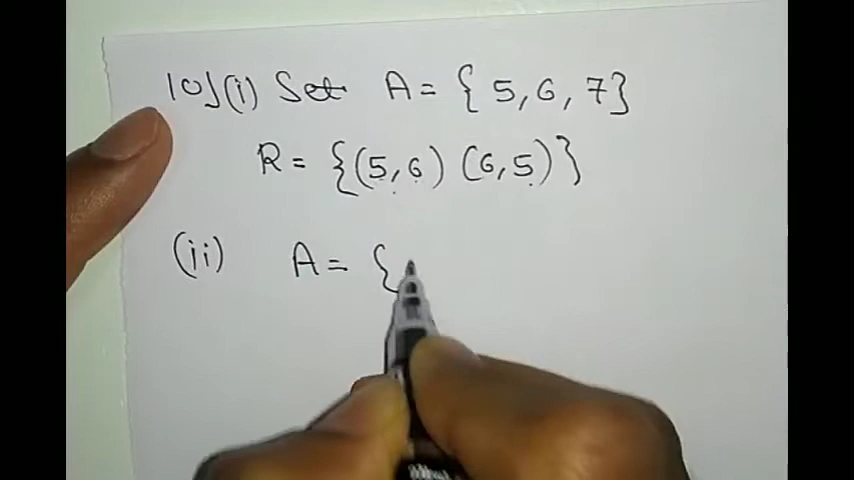 10](i) Set A = { 5, 6, 7}
R = {(5, 6) (6, 5)}
(ii) A = {